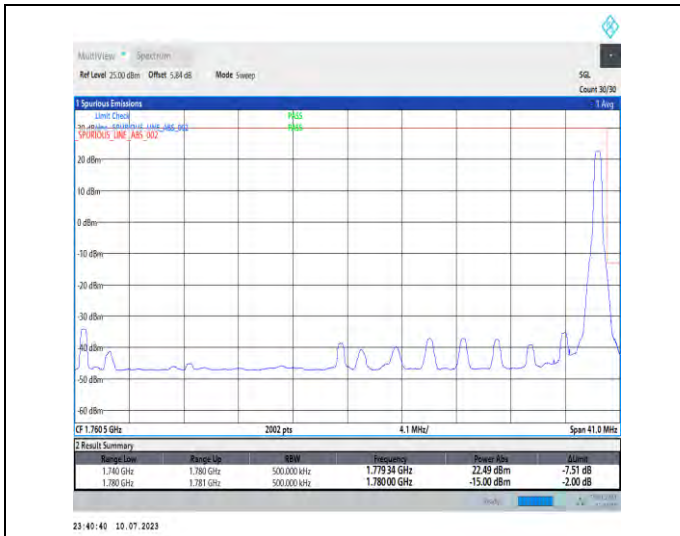 MultiView Spectrum
Ref Level 25.00 dBm Offset 5.84 dB Mode Sweep SGL
Count 30/30
1 Spurious Emissions 1 Avg
Limit Check PASS
Line _SPURIOUS_LINE_ABS_002 PASS
_SPURIOUS_LINE_ABS_002
20 dBm
10 dBm
0 dBm
-10 dBm
-20 dBm
-30 dBm
-40 dBm
-50 dBm
-60 dBm
CF 1.7605 GHz 2002 pts 4.1 MHz/ Span 41.0 MHz
2 Result Summary
Range Low Range Up RBW Frequency Power Abs ΔLimit
1.740 GHz 1.780 GHz 500.000 kHz 1.77934 GHz 22.49 dBm -7.51 dB
1.780 GHz 1.781 GHz 500.000 kHz 1.78000 GHz -15.00 dBm -2.00 dB
Ready
23:40:40 10.07.2023